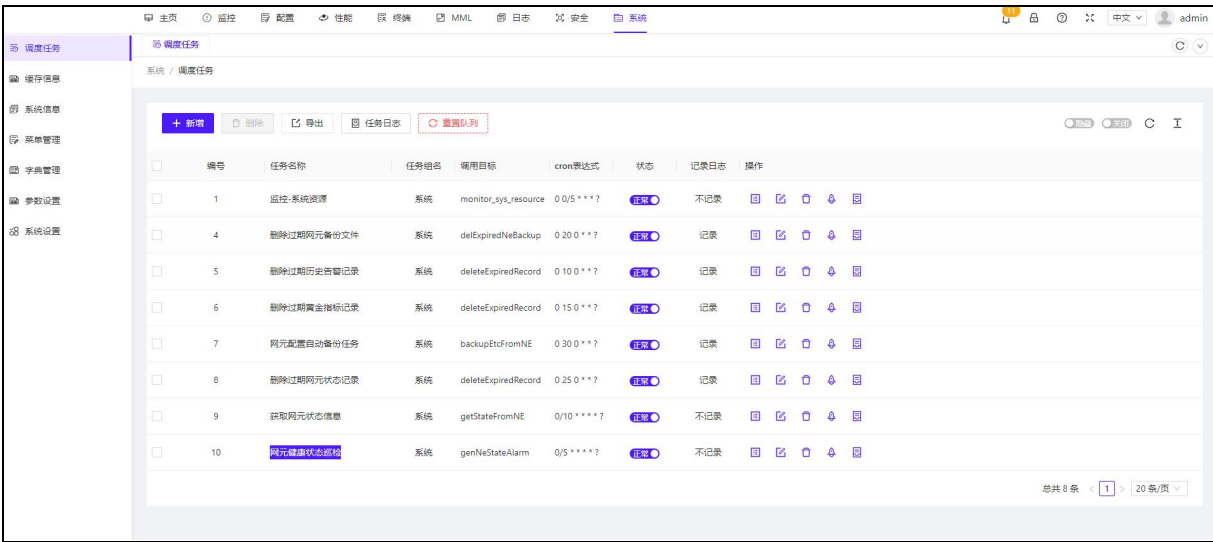 主页 监控 配置 性能 终端 MML 日志 安全 系统 11 中文 admin
调度任务
缓存信息
系统信息
菜单管理
字典管理
参数设置
系统设置
调度任务
系统 / 调度任务
新增 删除 导出 任务日志 重置队列 隐藏 关闭
编号 任务名称 任务组名 调用目标 cron表达式 状态 记录日志 操作
1 监控-系统资源 系统 monitor_sys_resource 0 0/5 * * * ? 正常 不记录
4 删除过期网元备份文件 系统 delExpiredNeBackup 0 20 0 * * ? 正常 记录
5 删除过期历史告警记录 系统 deleteExpiredRecord 0 10 0 * * ? 正常 记录
6 删除过期黄金指标记录 系统 deleteExpiredRecord 0 15 0 * * ? 正常 记录
7 网元配置自动备份任务 系统 backupEtcFromNE 0 30 0 * * ? 正常 记录
8 删除过期网元状态记录 系统 deleteExpiredRecord 0 25 0 * * ? 正常 记录
9 获取网元状态信息 系统 getStateFromNE 0/10 * * * * ? 正常 不记录
10 网元健康状态巡检 系统 genNeStateAlarm 0/5 * * * * ? 正常 不记录
总共 8 条 < 1 > 20 条/页